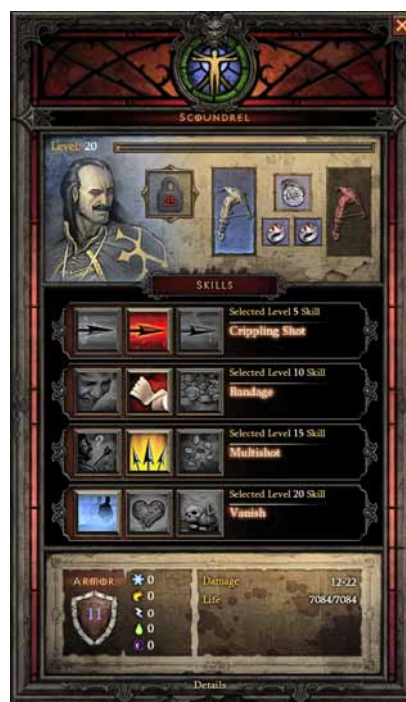 SCOUNDREL
Level: 20
SKILLS
Selected Level 5 Skill
Crippling Shot
Selected Level 10 Skill
Bandage
Selected Level 15 Skill
Multishot
Selected Level 20 Skill
Vanish
ARMOR
11
0
0
0
0
0
Damage 12-22
Life 7084/7084
Details